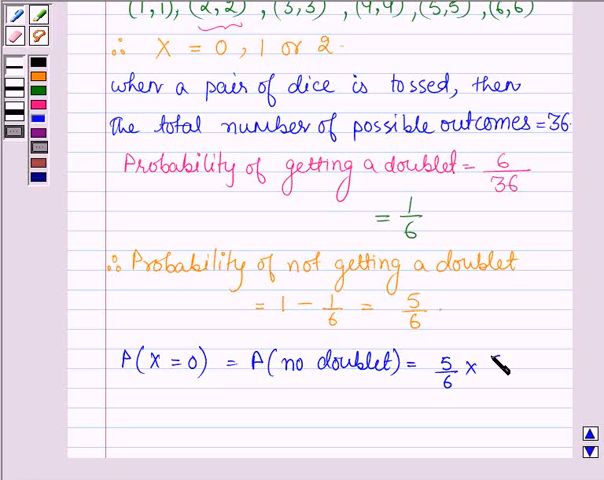 (1,1), (2,2), (3,3), (4,4), (5,5), (6,6)
∴ X = 0, 1 or 2.
when a pair of dice is tossed, then
the total number of possible outcomes = 36.
Probability of getting a doublet = 6/36
= 1/6
∴ Probability of not getting a doublet
= 1 - 1/6 = 5/6.
P(X = 0) = P(no doublet) = 5/6 ×